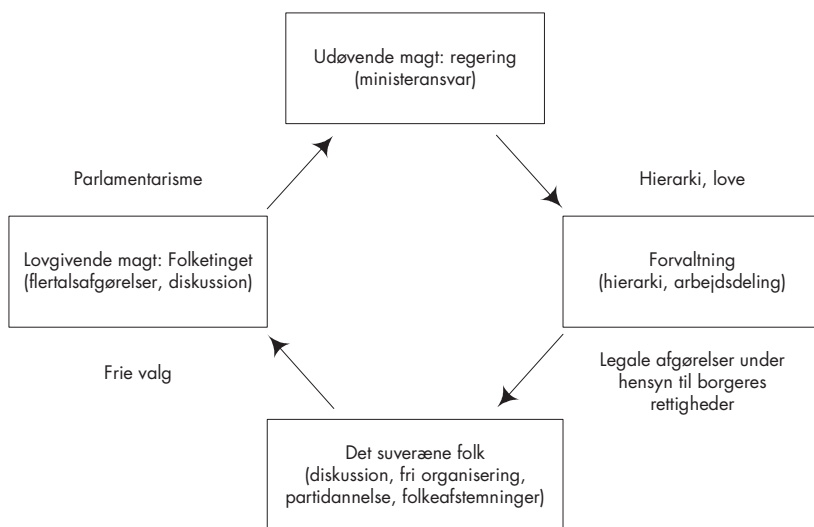 Udøvende magt: regering
(ministeransvar)
Parlamentarisme
Hierarki, love
Lovgivende magt: Folketinget
(flertalsafgørelser, diskussion)
Forvaltning
(hierarki, arbejdsdeling)
Frie valg
Legale afgørelser under
hensyn til borgeres
rettigheder
Det suveræne folk
(diskussion, fri organisering,
partidannelse, folkeafstemninger)